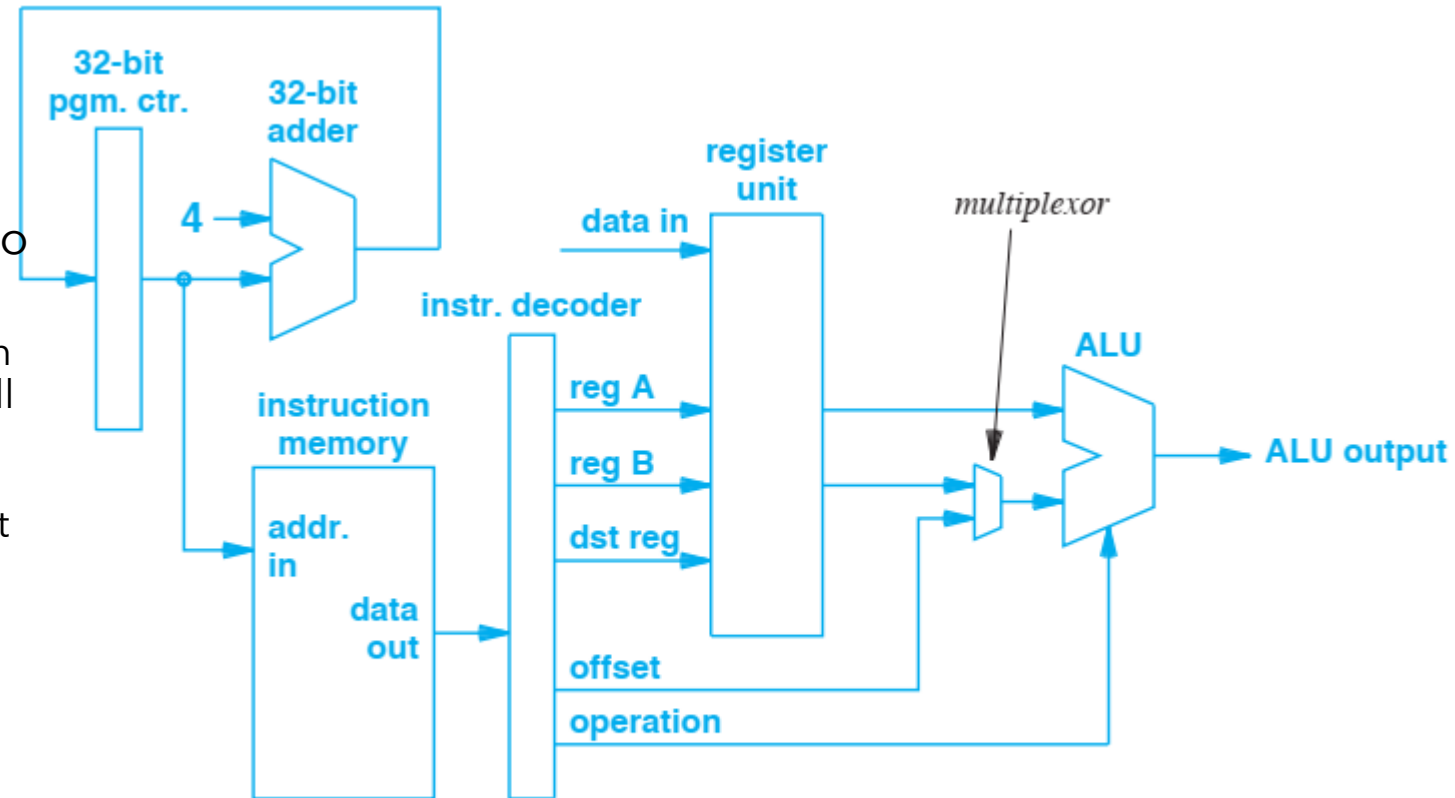 32-bit
pgm. ctr.
32-bit
adder
4
register
unit
multiplexor
data in
instr. decoder
ALU
reg A
instruction
memory
reg B
ALU output
addr.
in
dst reg
data
out
offset
operation